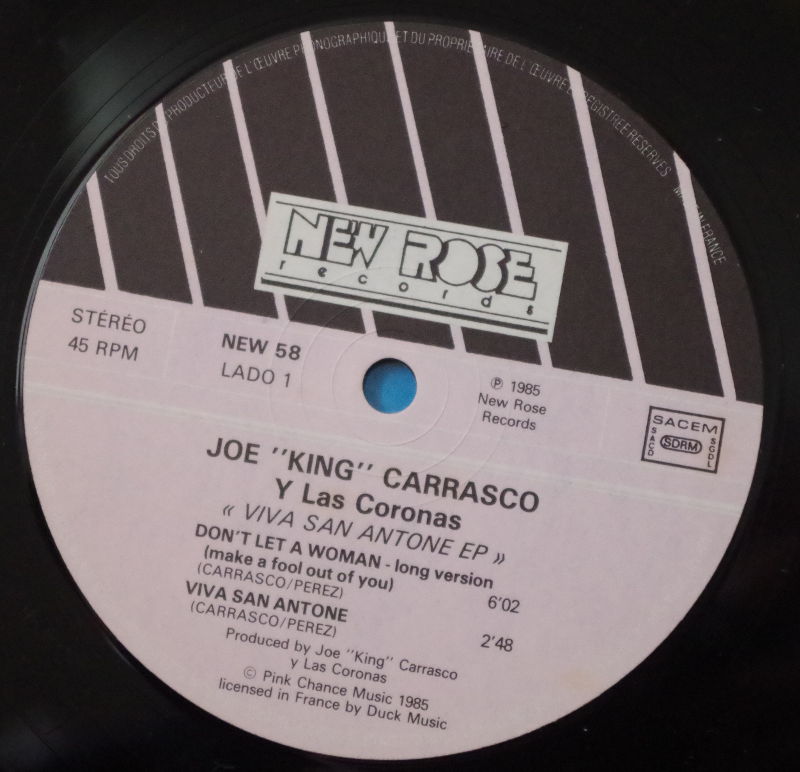 TOUS DROITS DU PRODUCTEUR DE L'ŒUVRE PHONOGRAPHIQUE ET DU PROPRIETAIRE DE L'ŒUVRE ENREGISTREE RESERVES MADE IN FRANCE
NEW ROSE
records
STÉRÉO
45 RPM
NEW 58
LADO 1
℗ 1985
New Rose
Records
SACEM
SACD
SDRM
SGDL
JOE "KING" CARRASCO
Y Las Coronas
« VIVA SAN ANTONE EP »
DON'T LET A WOMAN - long version
(make a fool out of you)
(CARRASCO/PEREZ) 6'02
VIVA SAN ANTONE
(CARRASCO/PEREZ) 2'48
Produced by Joe "King" Carrasco
y Las Coronas
© Pink Chance Music 1985
licensed in France by Duck Music